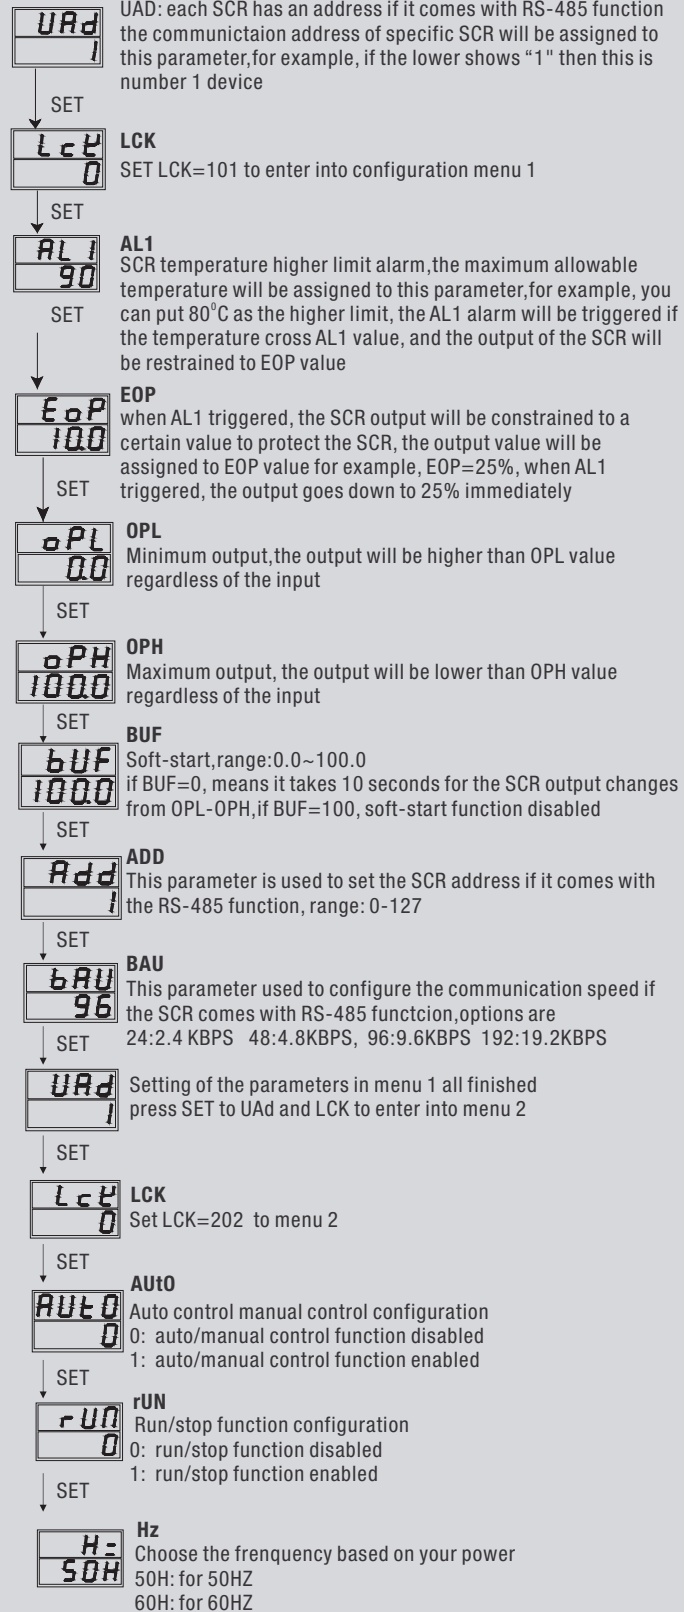 UAD: each SCR has an address if it comes with RS-485 function
the communictaion address of specific SCR will be assigned to
this parameter,for example, if the lower shows “1" then this is
number 1 device
UAd
1
SET
LcK
0
LCK
SET LCK=101 to enter into configuration menu 1
SET
AL1
90
AL1
SCR temperature higher limit alarm,the maximum allowable
temperature will be assigned to this parameter,for example, you
can put 80⁰C as the higher limit, the AL1 alarm will be triggered if
the temperature cross AL1 value, and the output of the SCR will
be restrained to EOP value
SET
EoP
10.0
EOP
when AL1 triggered, the SCR output will be constrained to a
certain value to protect the SCR, the output value will be
assigned to EOP value for example, EOP=25%, when AL1
triggered, the output goes down to 25% immediately
SET
oPL
0.0
OPL
Minimum output,the output will be higher than OPL value
regardless of the input
SET
oPH
100.0
OPH
Maximum output, the output will be lower than OPH value
regardless of the input
SET
bUF
100.0
BUF
Soft-start,range:0.0~100.0
if BUF=0, means it takes 10 seconds for the SCR output changes
from OPL-OPH,if BUF=100, soft-start function disabled
SET
Add
1
ADD
This parameter is used to set the SCR address if it comes with
the RS-485 function, range: 0-127
SET
bAU
96
BAU
This parameter used to configure the communication speed if
the SCR comes with RS-485 functcion,options are
24:2.4 KBPS 48:4.8KBPS, 96:9.6KBPS 192:19.2KBPS
SET
UAd
1
Setting of the parameters in menu 1 all finished
press SET to UAd and LCK to enter into menu 2
SET
LcK
0
LCK
Set LCK=202 to menu 2
SET
AUtO
0
AUtO
Auto control manual control configuration
0: auto/manual control function disabled
1: auto/manual control function enabled
SET
rUN
0
rUN
Run/stop function configuration
0: run/stop function disabled
1: run/stop function enabled
SET
H=
50H
Hz
Choose the frenquency based on your power
50H: for 50HZ
60H: for 60HZ